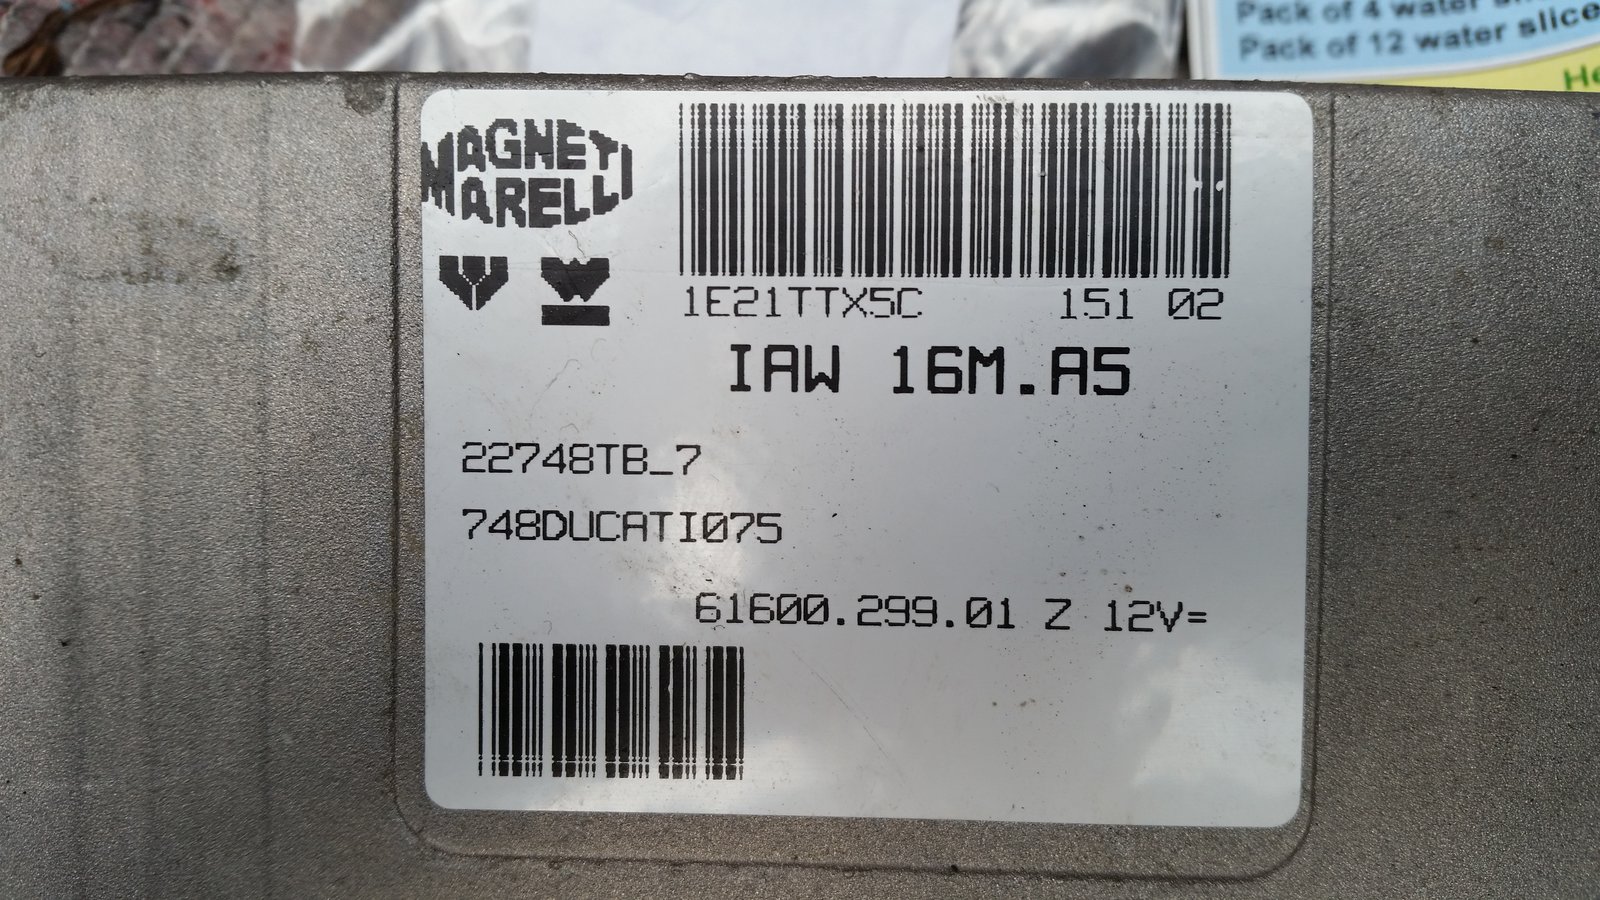 Pack of 4 water
Pack of 12 water slice
MAGNETI
MARELLI
1E21TTX5C 151 02
IAW 16M.A5
22748TB_7
748DUCATI075
61600.299.01 Z 12V=